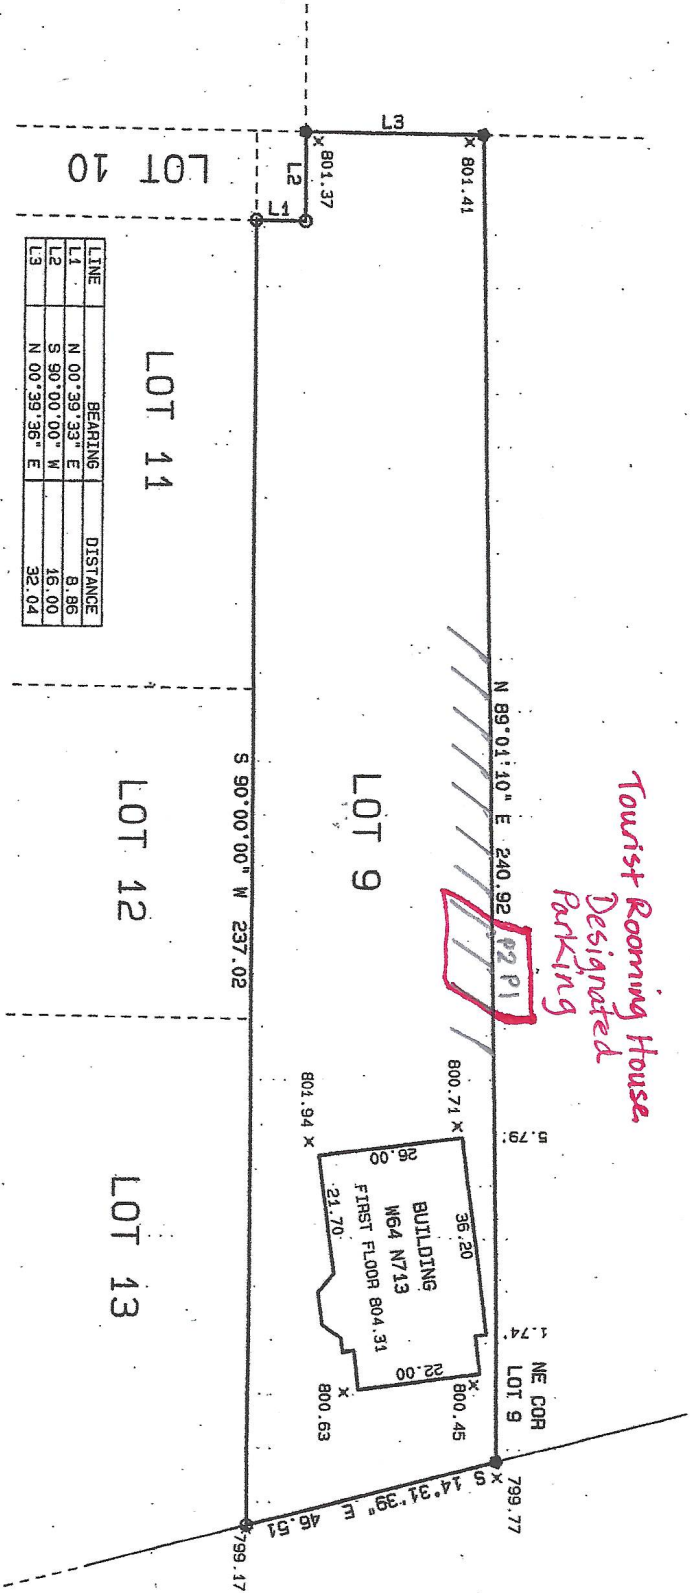 Tourist Rooming House
Designated
Parking
P2 P1
N 89°01'10" E 240.92
801.41
801.37
L3
L2
L1
LOT 10
LOT 11
LOT 12
LOT 13
LOT 9
S 90°00'00" W 237.02
LINE BEARING DISTANCE
L1 N 00°39'33" E 8.86
L2 S 90°00'00" W 16.00
L3 N 00°39'36" E 32.04
5.79'
1.74'
NE COR
LOT 9
800.71
801.94
26.00
36.20
BUILDING
W64 N713
FIRST FLOOR 804.31
21.70
22.00
800.45
800.63
799.77
S 14°31'39" E 46.51
799.17